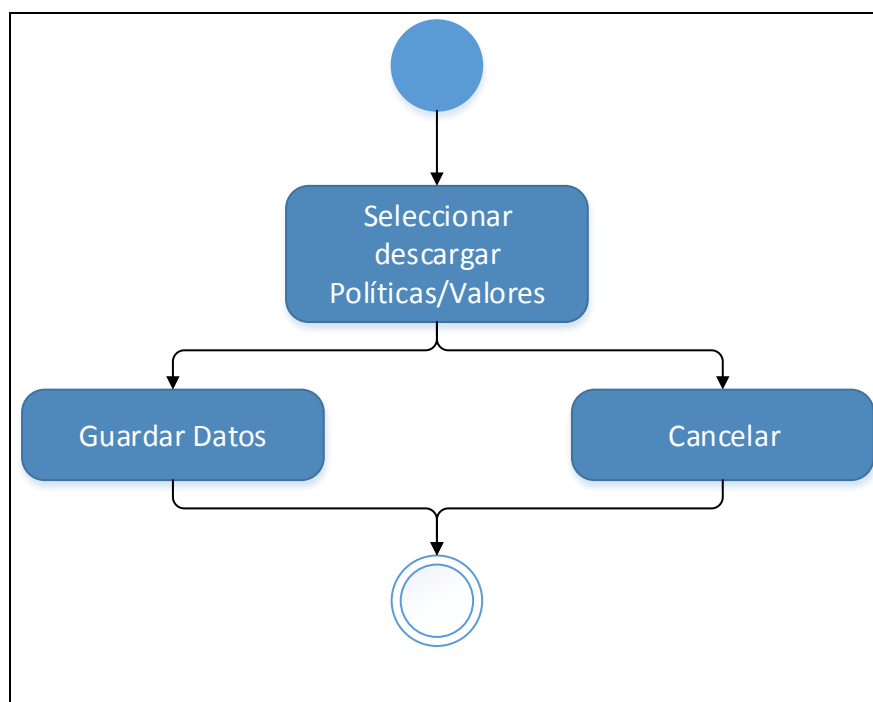 Seleccionar
descargar
Políticas/Valores
Guardar Datos
Cancelar